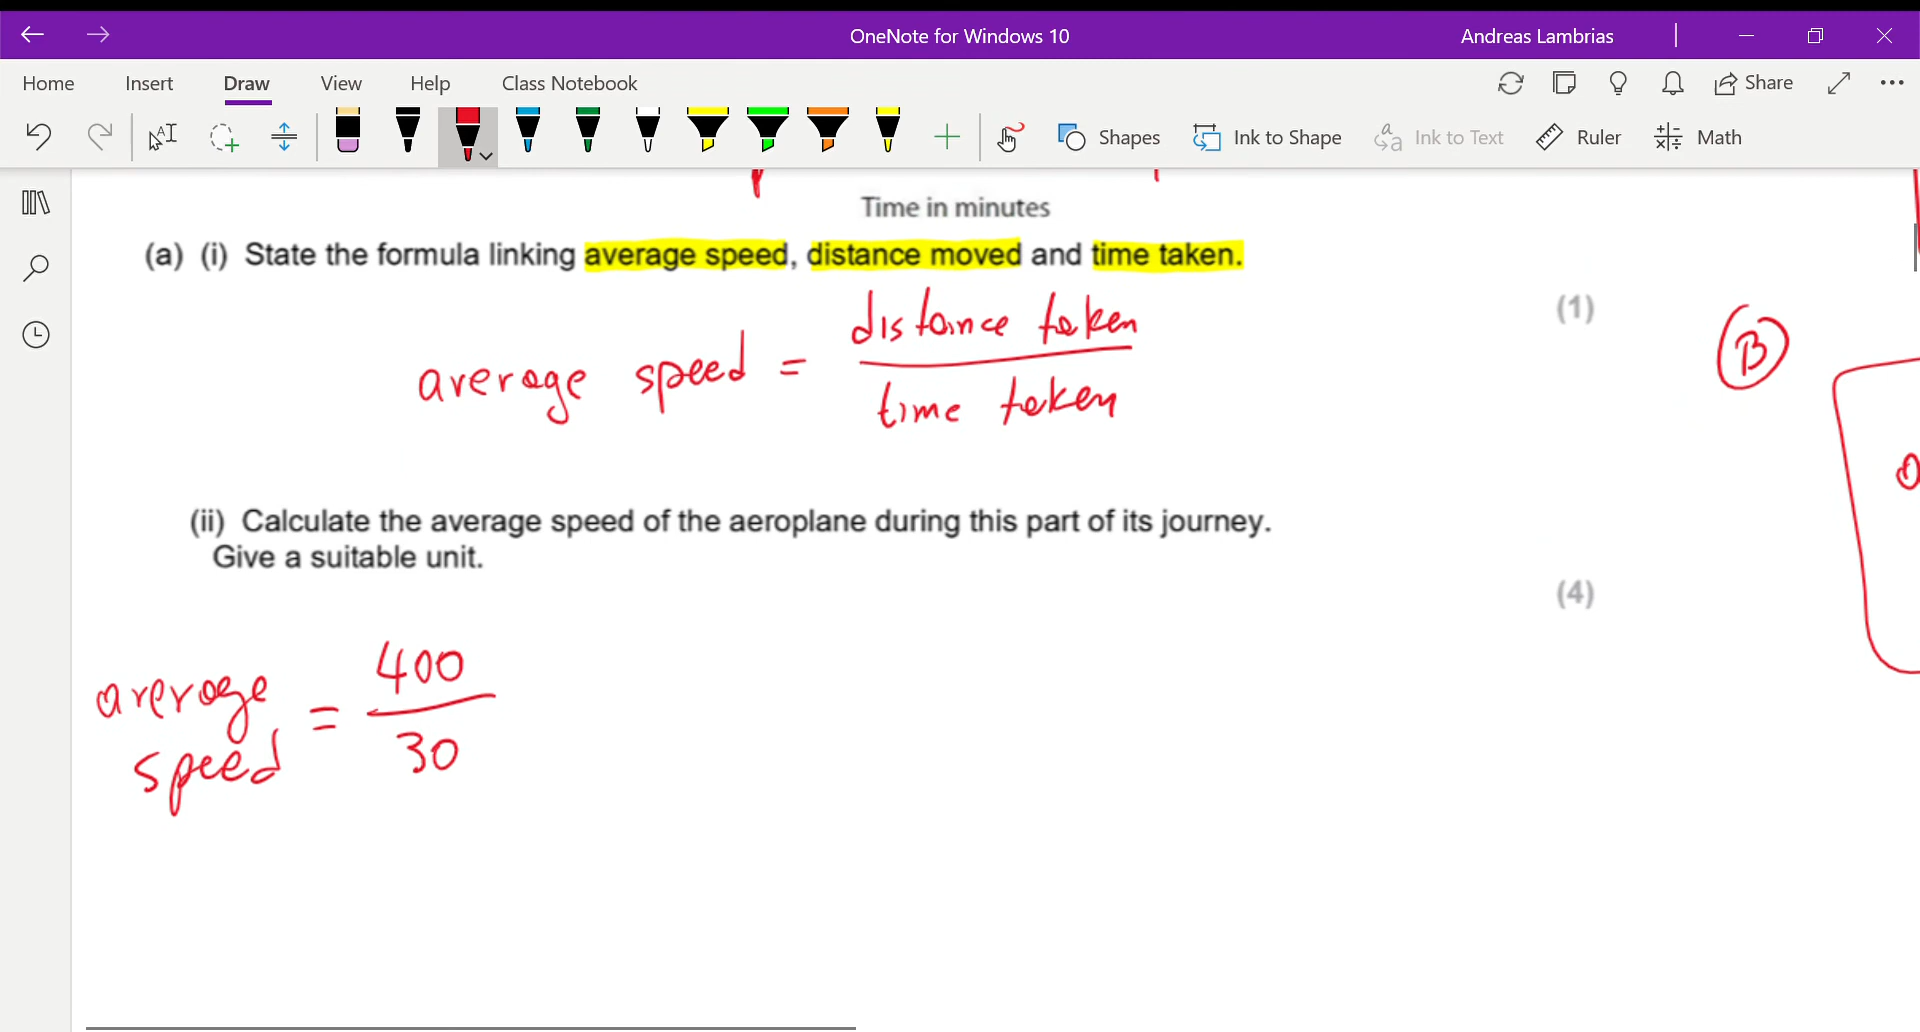 OneNote for Windows 10
Andreas Lambrias
Home Insert Draw View Help Class Notebook
Share
Shapes Ink to Shape Ink to Text Ruler Math
Time in minutes
(a) (i) State the formula linking average speed, distance moved and time taken.
(1)
average speed = distance taken
time taken
B
(ii) Calculate the average speed of the aeroplane during this part of its journey.
Give a suitable unit.
(4)
average speed = 400
30